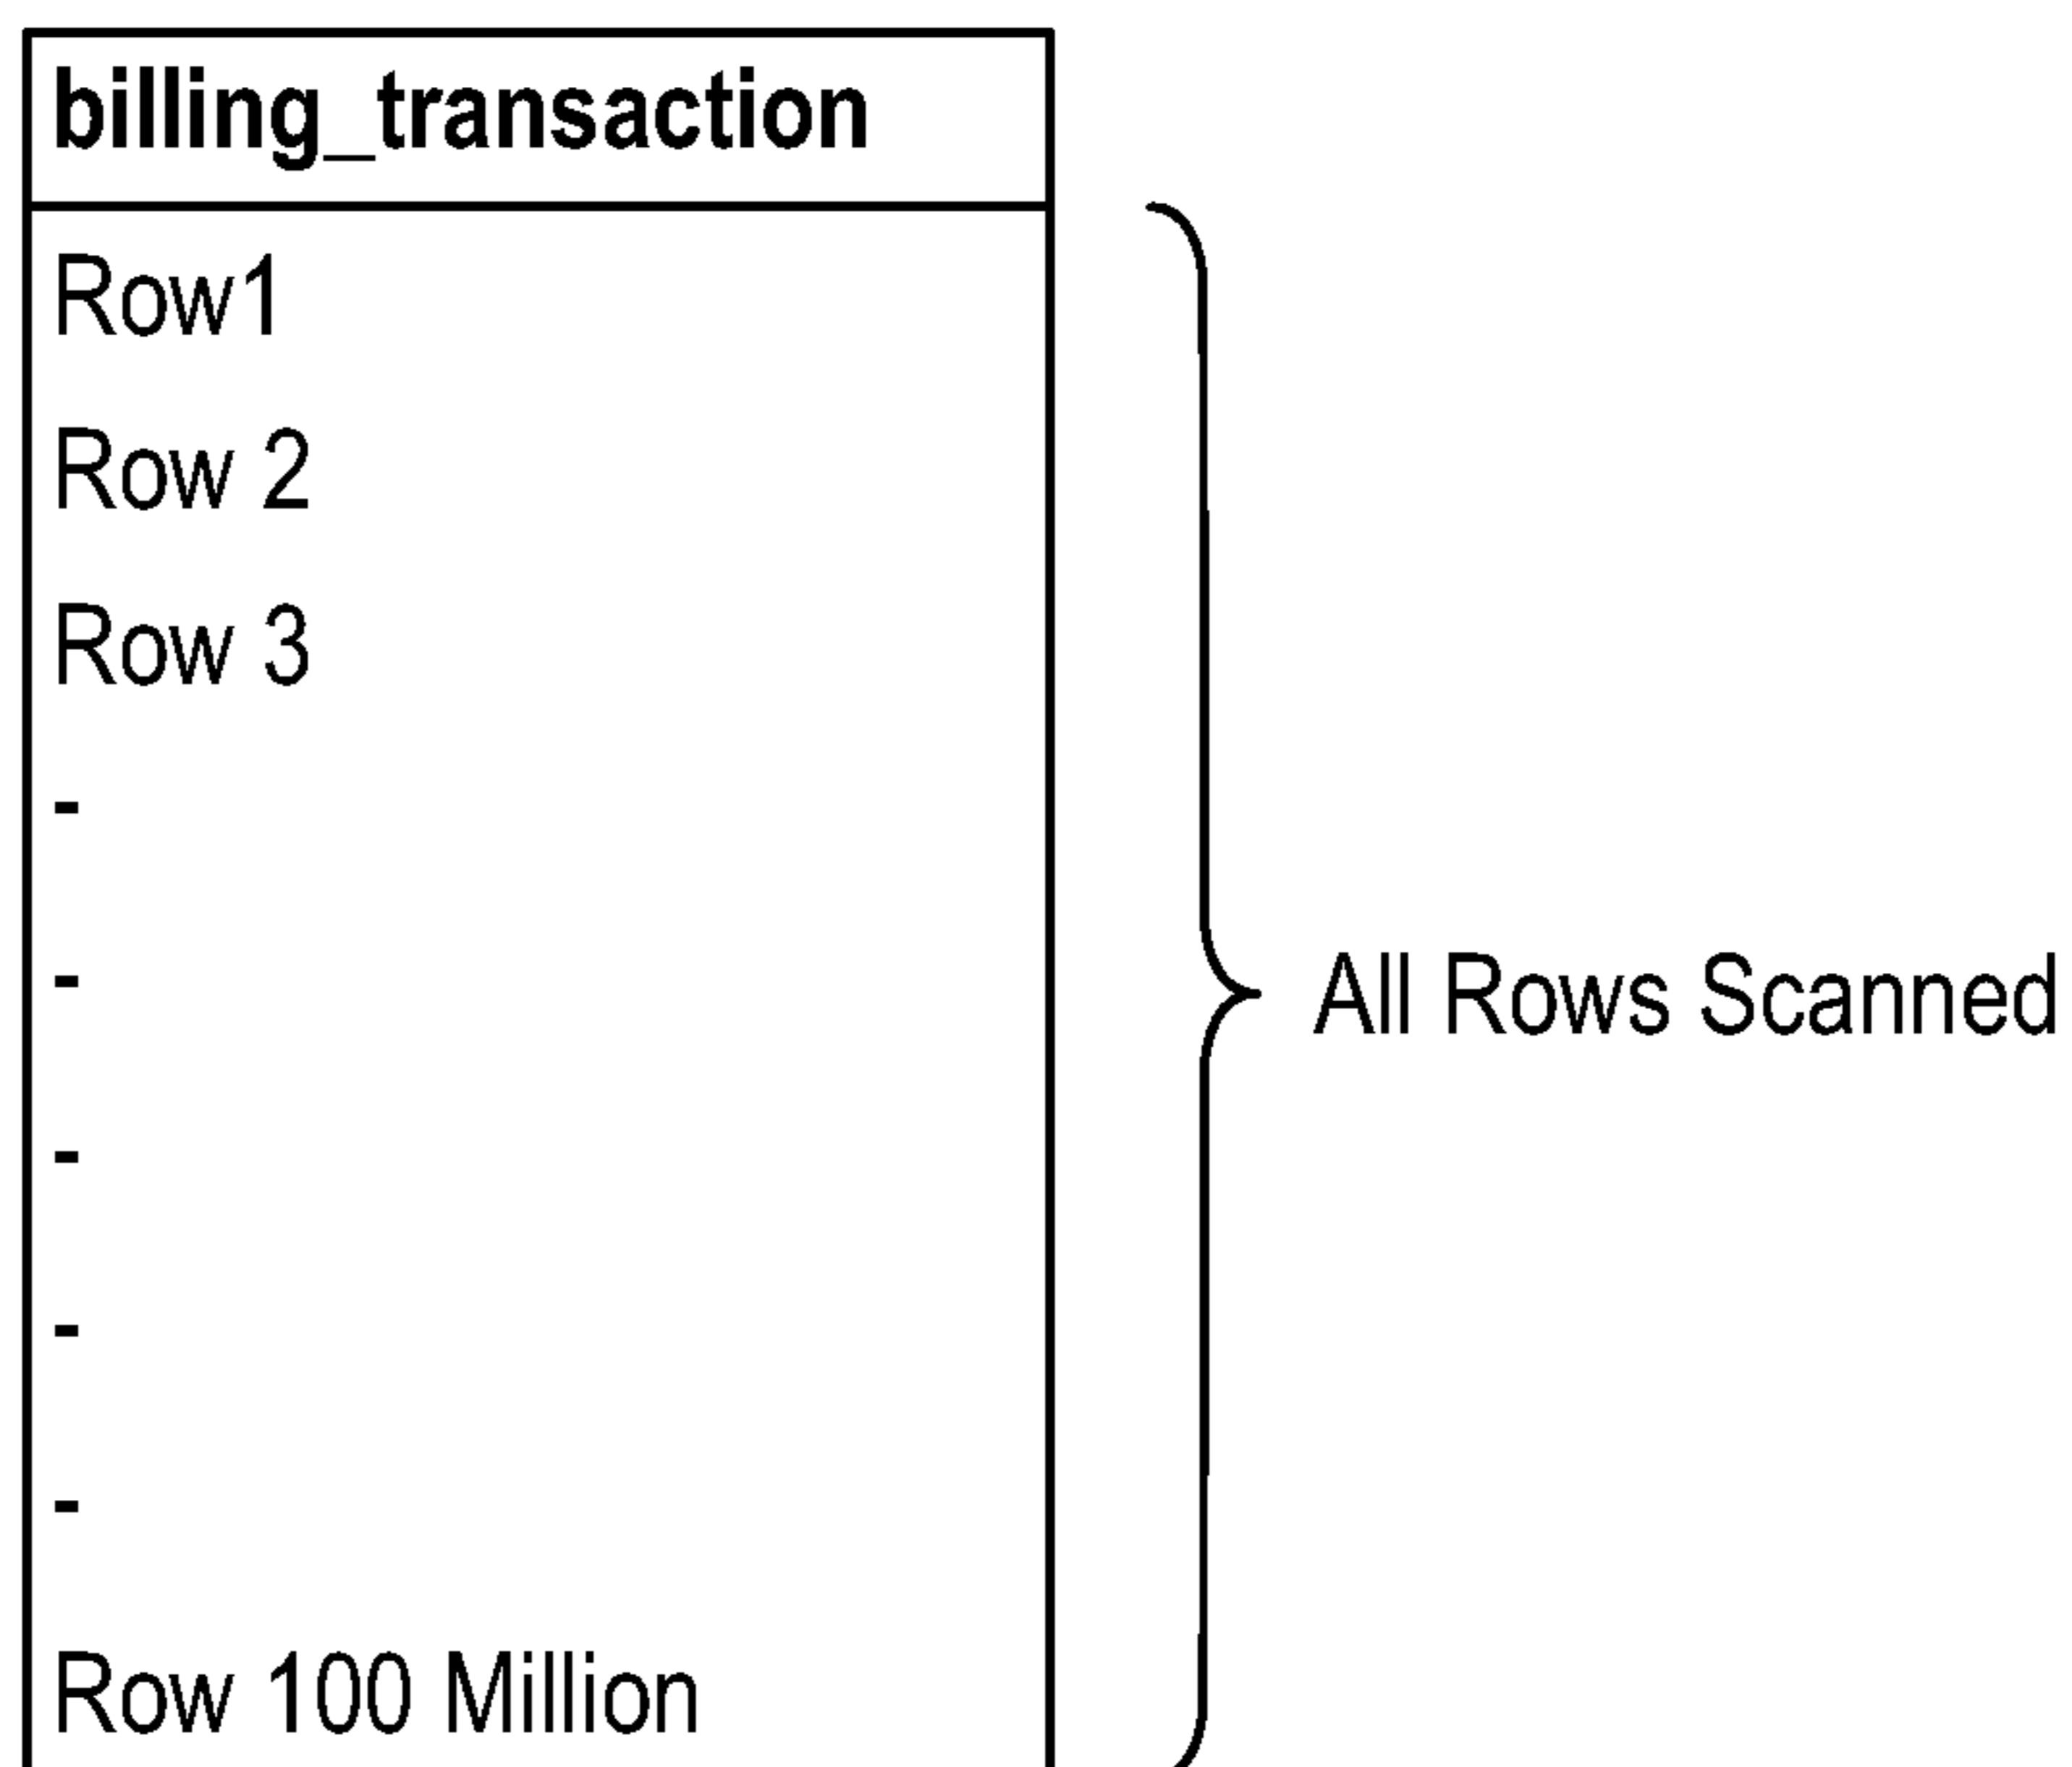 billing_transaction
Row1
Row 2
Row 3
-
-
All Rows Scanned
-
-
-
Row 100 Million